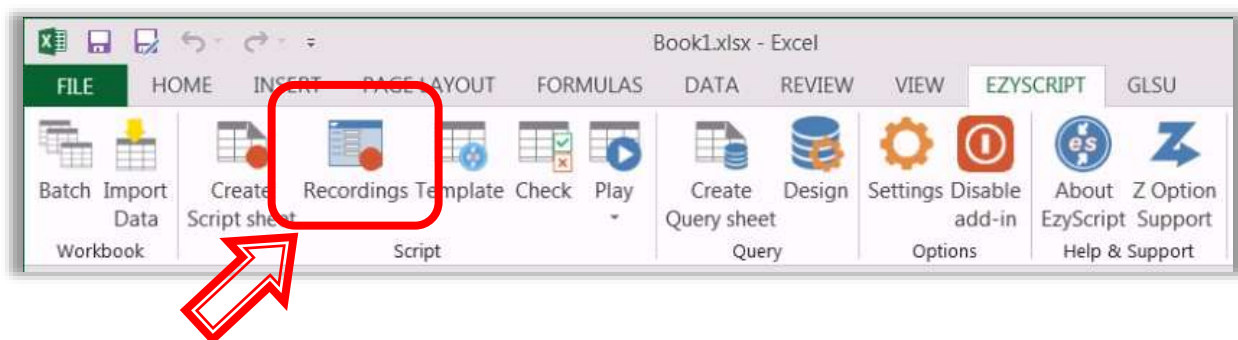 Book1.xlsx - Excel
FILE HOME INSERT PAGE LAYOUT FORMULAS DATA REVIEW VIEW EZYSCRIPT GLSU
Batch Import Create Recordings Template Check Play Create Design Settings Disable About Z Option
Data Script sheet Query sheet add-in EzyScript Support
Workbook Script Query Options Help & Support